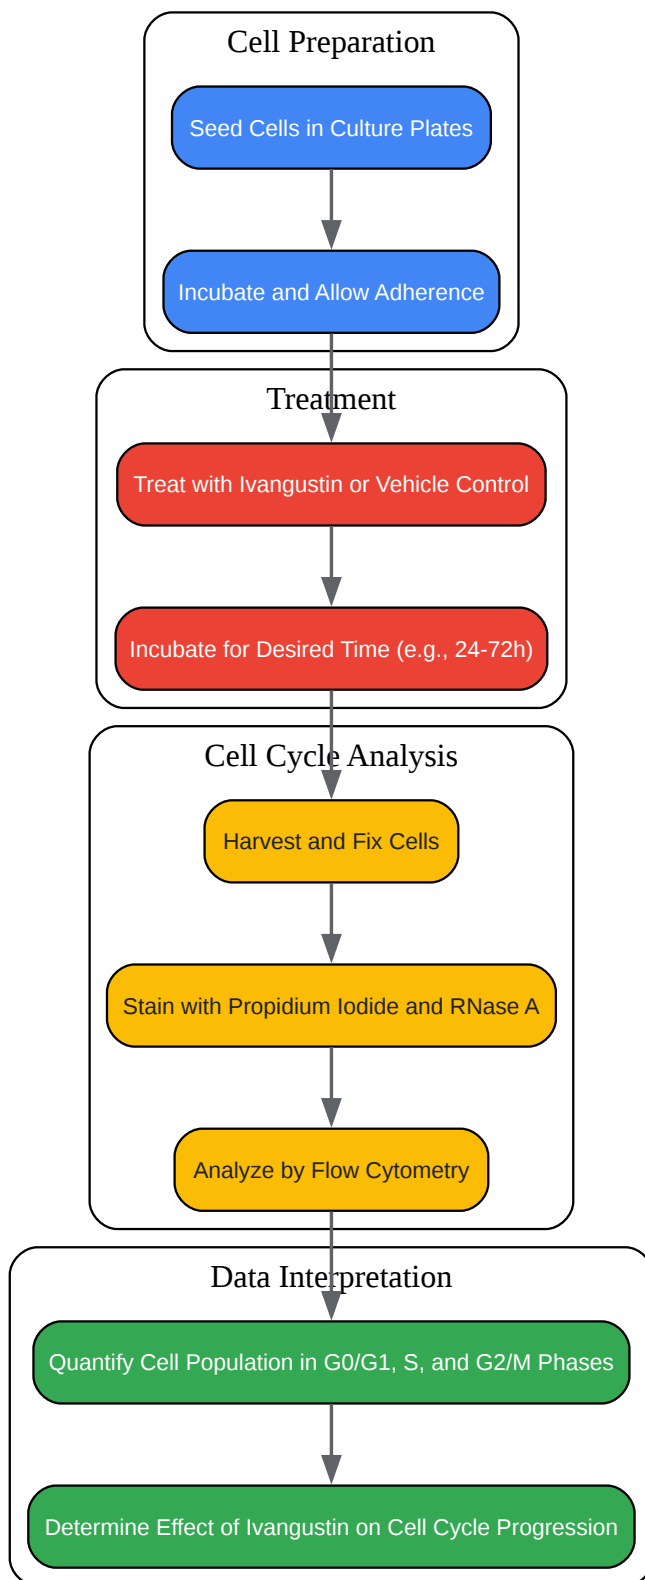 Cell Preparation
Seed Cells in Culture Plates
Incubate and Allow Adherence
Treatment
Treat with Ivangustin or Vehicle Control
Incubate for Desired Time (e.g., 24-72h)
Cell Cycle Analysis
Harvest and Fix Cells
Stain with Propidium Iodide and RNase A
Analyze by Flow Cytometry
Data Interpretation
Quantify Cell Population in G0/G1, S, and G2/M Phases
Determine Effect of Ivangustin on Cell Cycle Progression